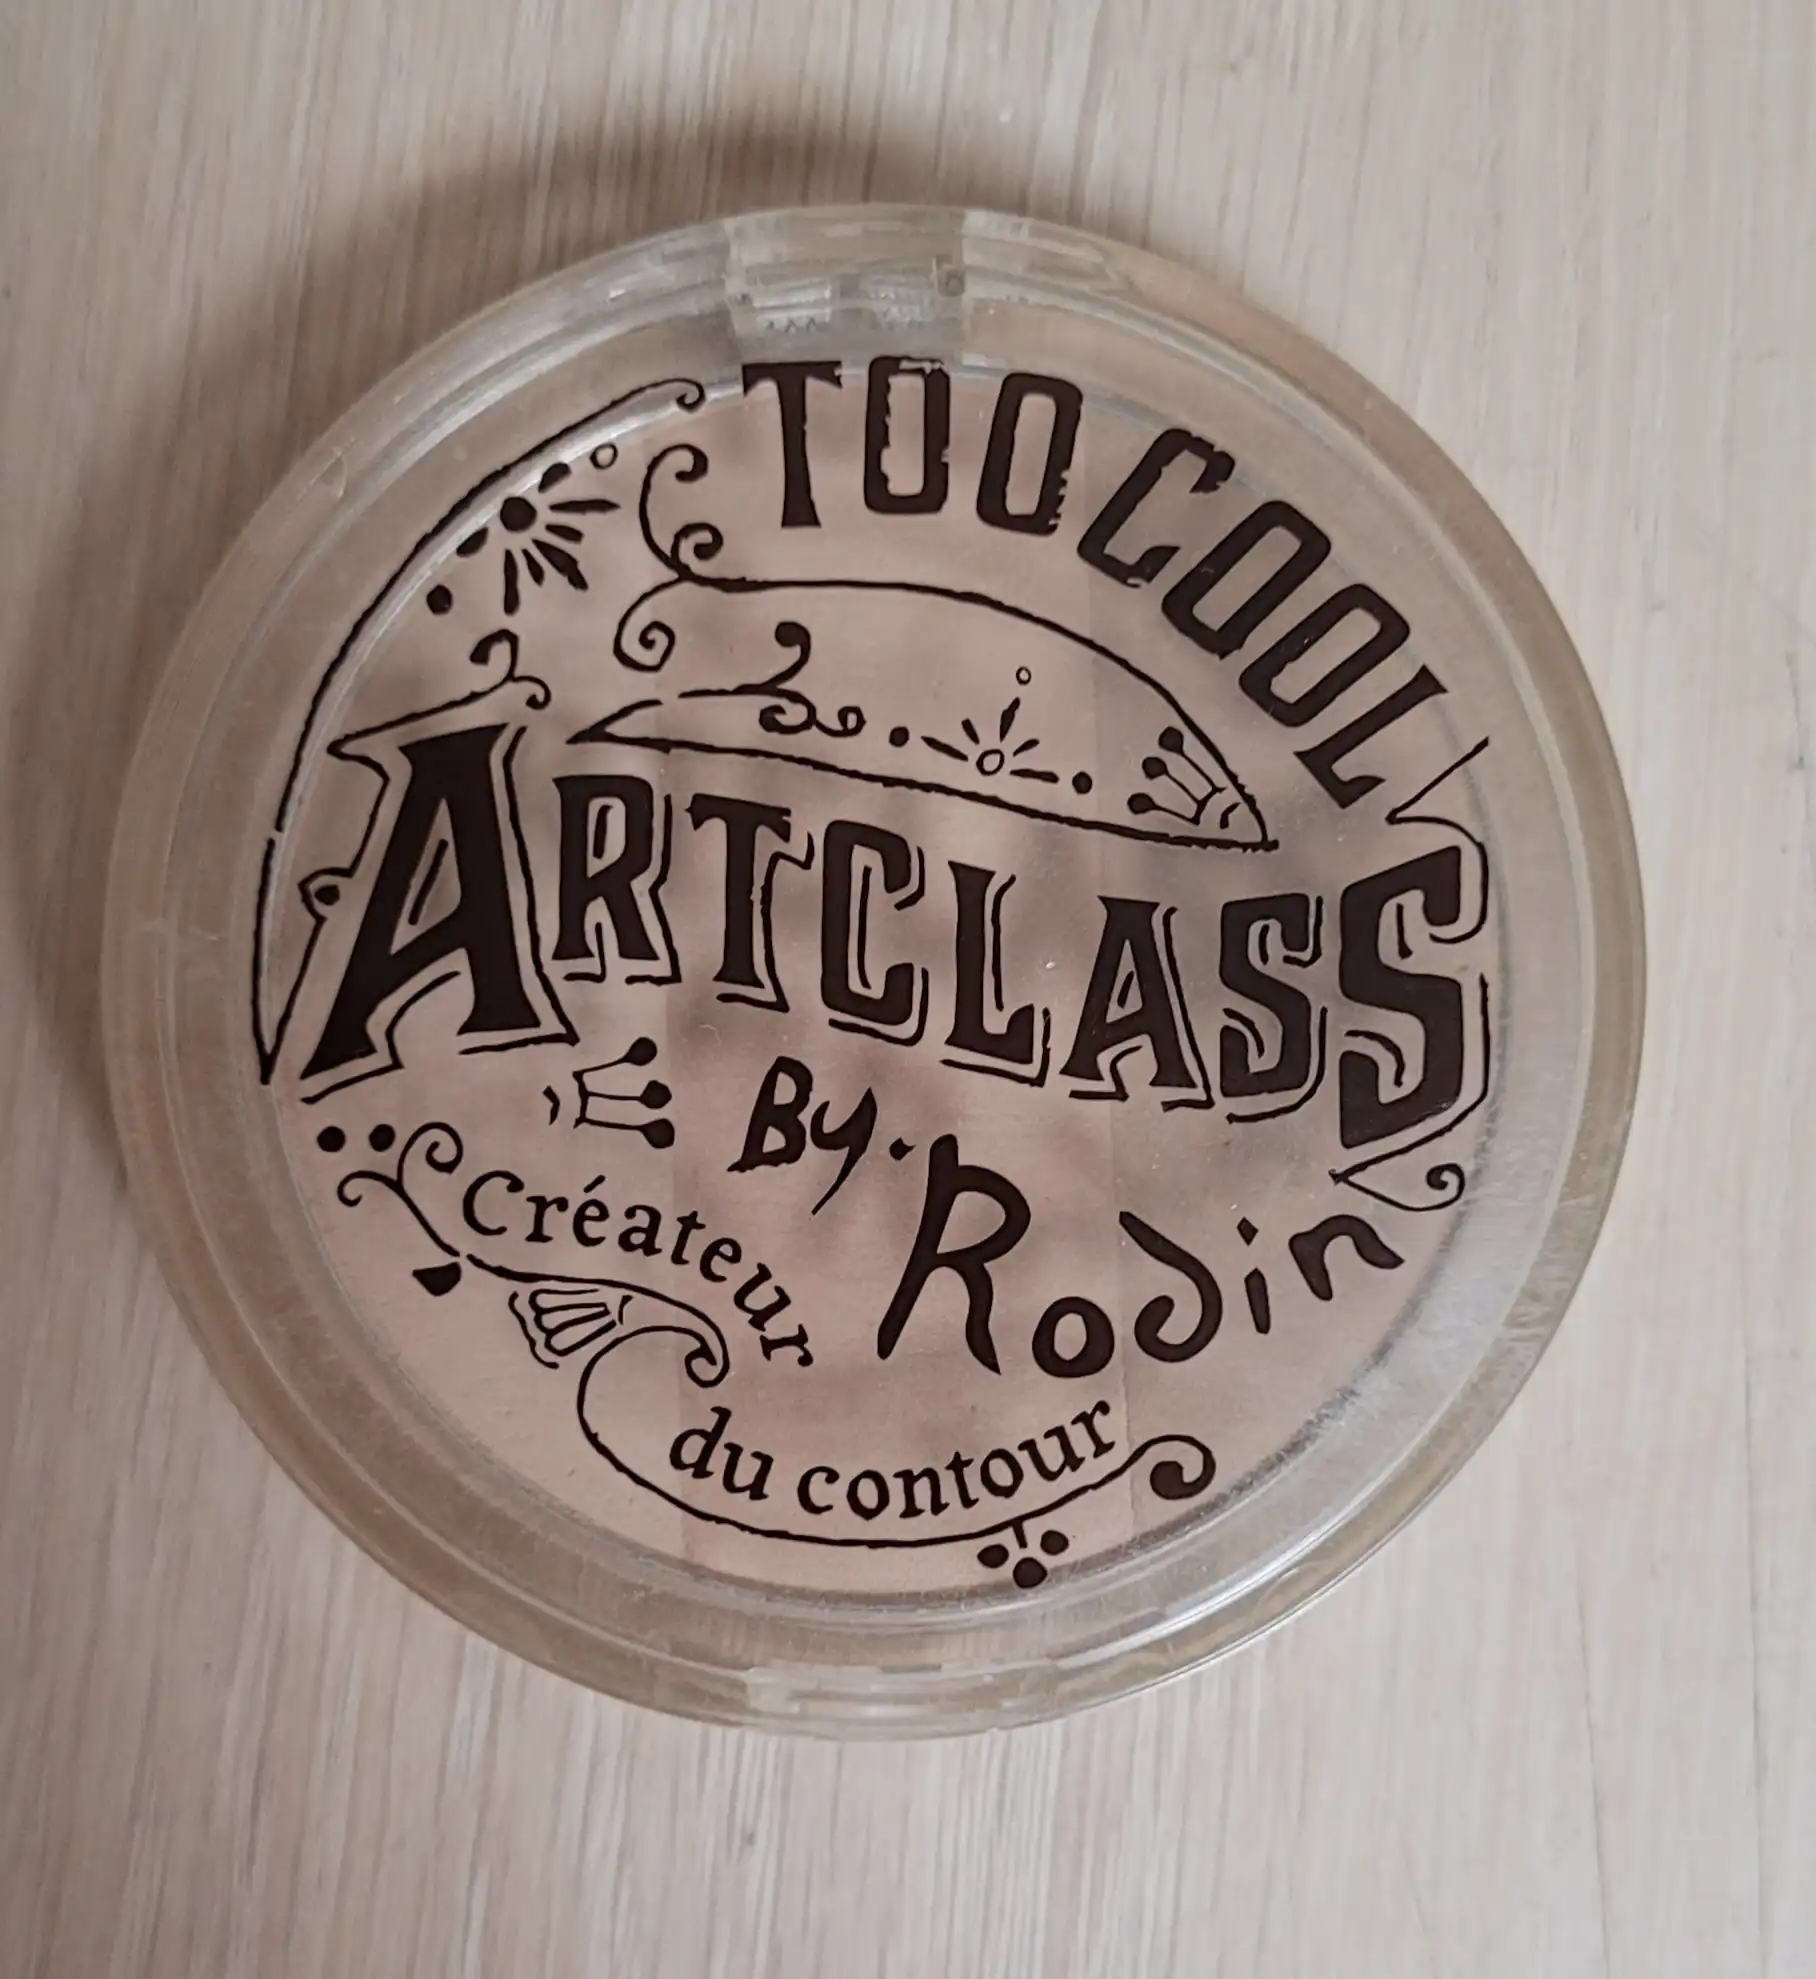 TOO COOL
ARTCLASS
By. Rodin
Créateur
du contour